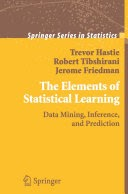 Springer Series in Statistics
Trevor Hastie
Robert Tibshirani
Jerome Friedman
The Elements of
Statistical Learning
Data Mining, Inference, and Prediction
Springer